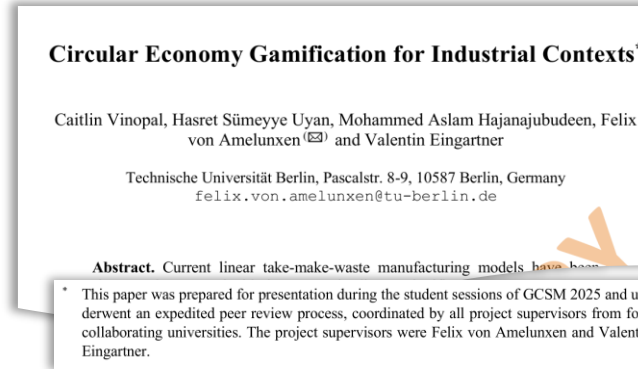 Circular Economy Gamification for Industrial Contexts*
Caitlin Vinopal, Hasret Sümeyye Uyan, Mohammed Aslam Hajanajubudeen, Felix
von Amelunxen(✉) and Valentin Eingartner
Technische Universität Berlin, Pascalstr. 8-9, 10587 Berlin, Germany
felix.von.amelunxen@tu-berlin.de
Abstract. Current linear take-make-waste manufacturing models have been
* This paper was prepared for presentation during the student sessions of GCSM 2025 and u
derwent an expedited peer review process, coordinated by all project supervisors from fo
collaborating universities. The project supervisors were Felix von Amelunxen and Valent
Eingartner.